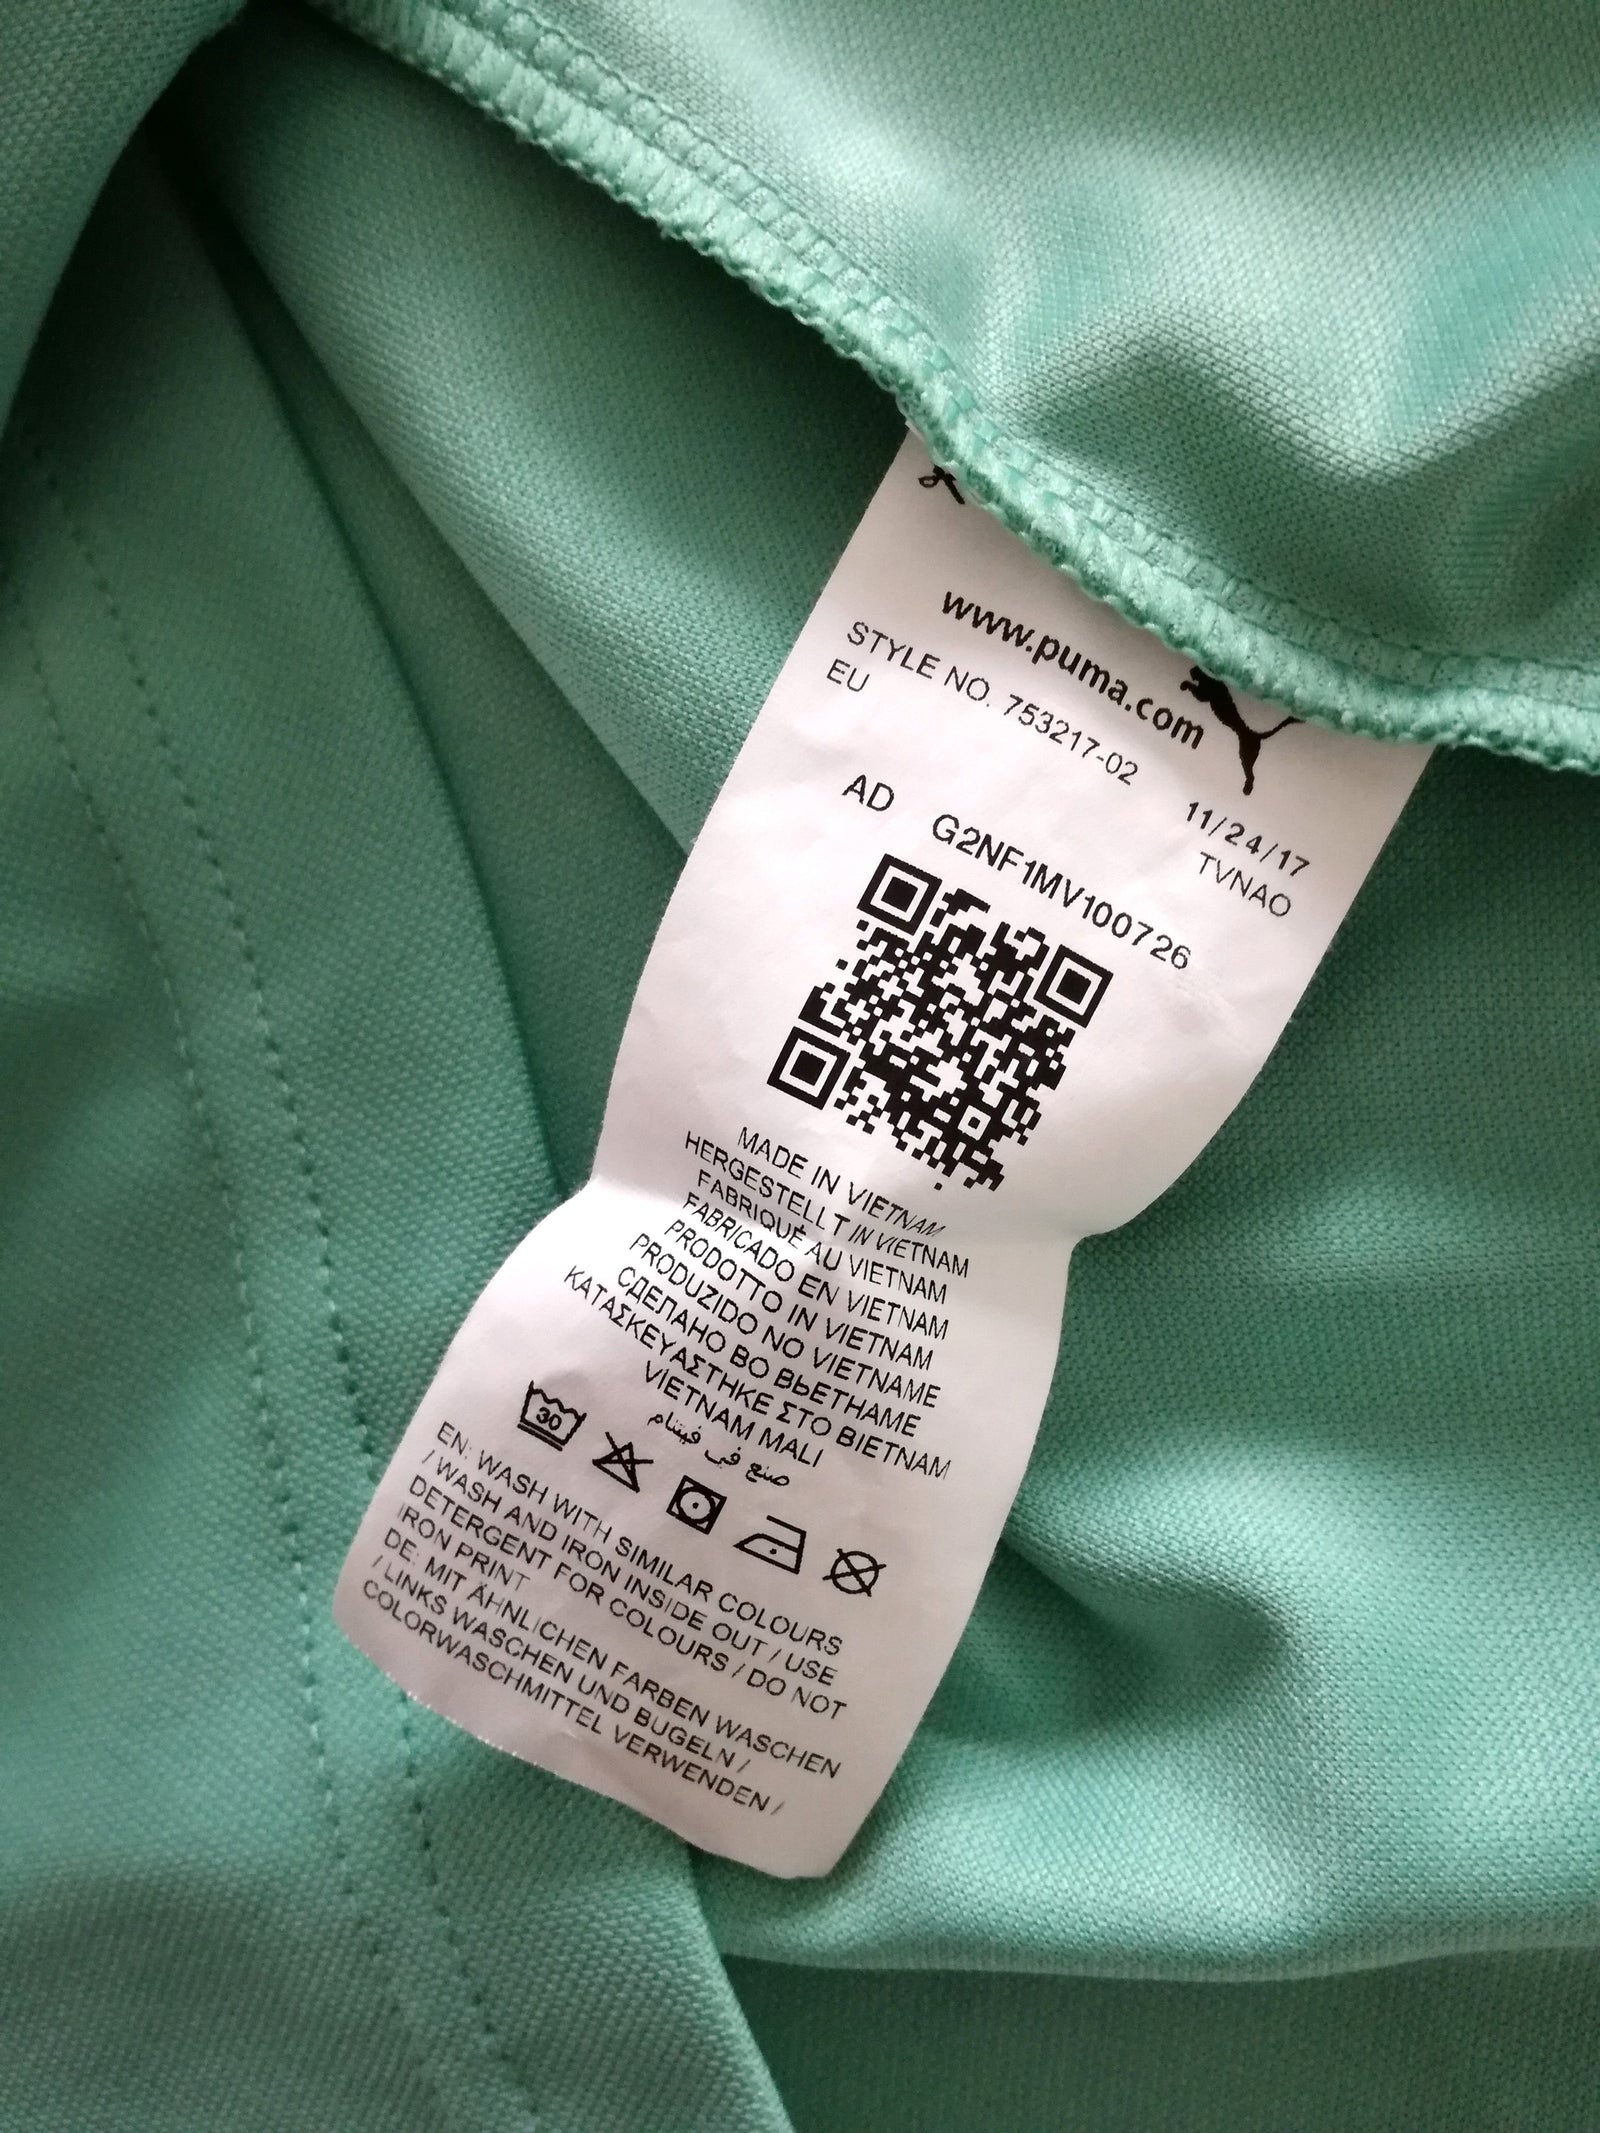 www.puma.com
STYLE NO. 753217-02
EU
11/24/17
TVNAO
AD G2NF1MV100726
MADE IN VIETNAM
HERGESTELLT IN VIETNAM
FABRIQUÉ AU VIETNAM
FABRICADO EN VIETNAM
PRODOTTO IN VIETNAM
PRODUZIDO NO VIETNAME
СДЕЛАНО ВО ВЬЕТНАМЕ
ΚΑΤΑΣΚΕΥΑΣΤΗΚΕ ΣΤΟ ΒΙΕΤΝΑΜ
VIETNAM MALI
صنع في فيتنام
30
EN: WASH WITH SIMILAR COLOURS
/ WASH AND IRON INSIDE OUT / USE
DETERGENT FOR COLOURS / DO NOT
IRON PRINT
DE: MIT ÄHNLICHEN FARBEN WASCHEN
/ LINKS WASCHEN UND BÜGELN /
COLORWASCHMITTEL VERWENDEN /